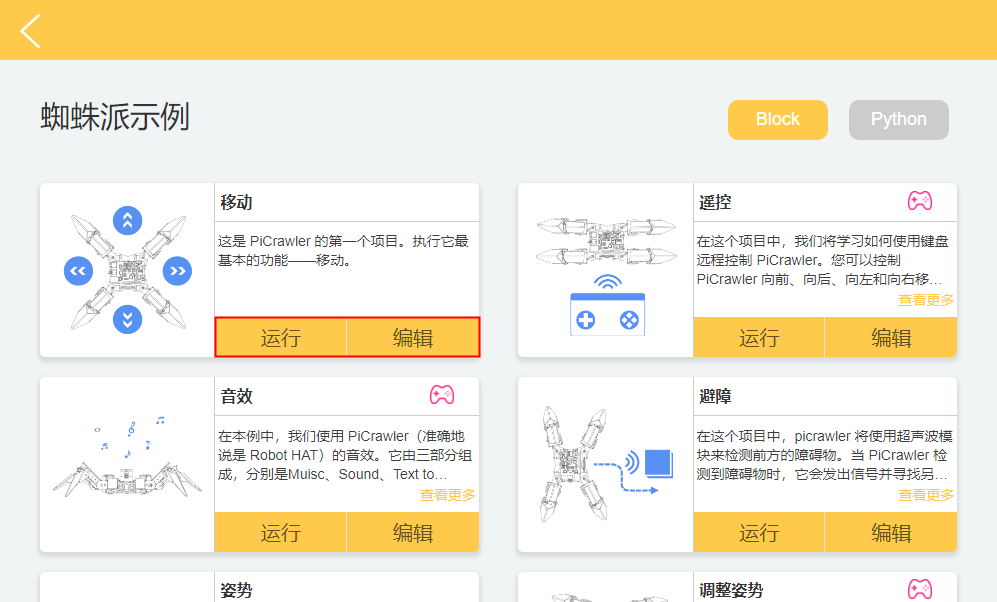 蜘蛛派示例
Block
Python
移动
这是 PiCrawler 的第一个项目。执行它最
基本的功能——移动。
运行
编辑
遥控
在这个项目中，我们将学习如何使用键盘
远程控制 PiCrawler。您可以控制
PiCrawler 向前、向后、向左和向右移…
查看更多
运行
编辑
音效
在本例中，我们使用 PiCrawler（准确地
说是 Robot HAT）的音效。它由三部分组
成，分别是Muisc、Sound、Text to…
查看更多
运行
编辑
避障
在这个项目中，picrawler 将使用超声波模
块来检测前方的障碍物。当 PiCrawler 检
测到障碍物时，它会发出信号并寻找另…
查看更多
运行
编辑
姿势
调整姿势